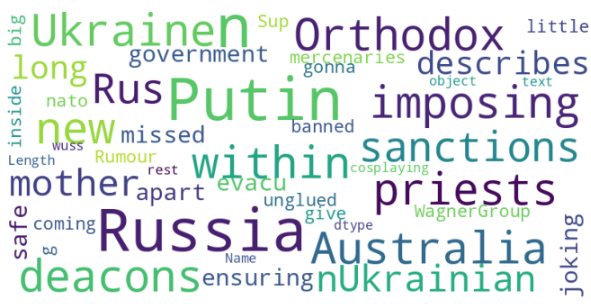 big Ukrainen Sup Orthodox little
government mercenaries
long Rus gonna describes
inside nato Putin object text imposing
new missed banned
wuss Rumour within sanctions
Length rest cosplaying
mother apart evacu priests
unglued
safe coming Russia give WagnerGroup
dtype Australia joking
go Name
deacons ensuring nUkrainian